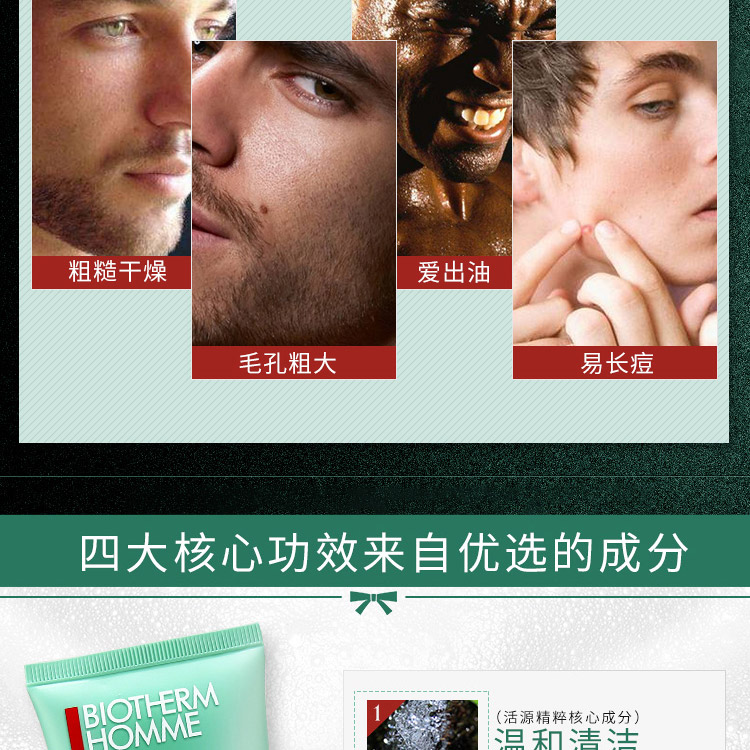 粗糙干燥
爱出油
毛孔粗大
易长痘
四大核心功效来自优选的成分
BIOTHERM
HOMME
1
(活源精粹核心成分)
温和清洁